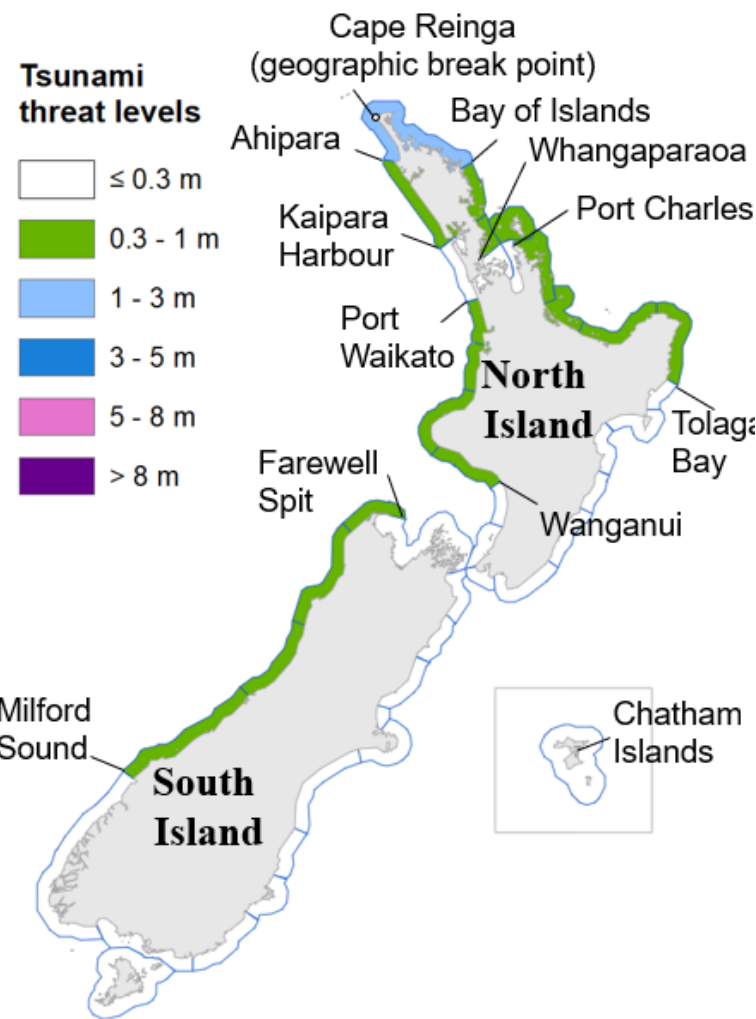 Cape Reinga
(geographic break point)
Tsunami
threat levels
≤ 0.3 m
0.3 - 1 m
1 - 3 m
3 - 5 m
5 - 8 m
> 8 m
Ahipara
Bay of Islands
Whangaparaoa
Port Charles
Kaipara
Harbour
Port
Waikato
North
Island
Tolaga
Bay
Farewell
Spit
Wanganui
Milford
Sound
South
Island
Chatham
Islands